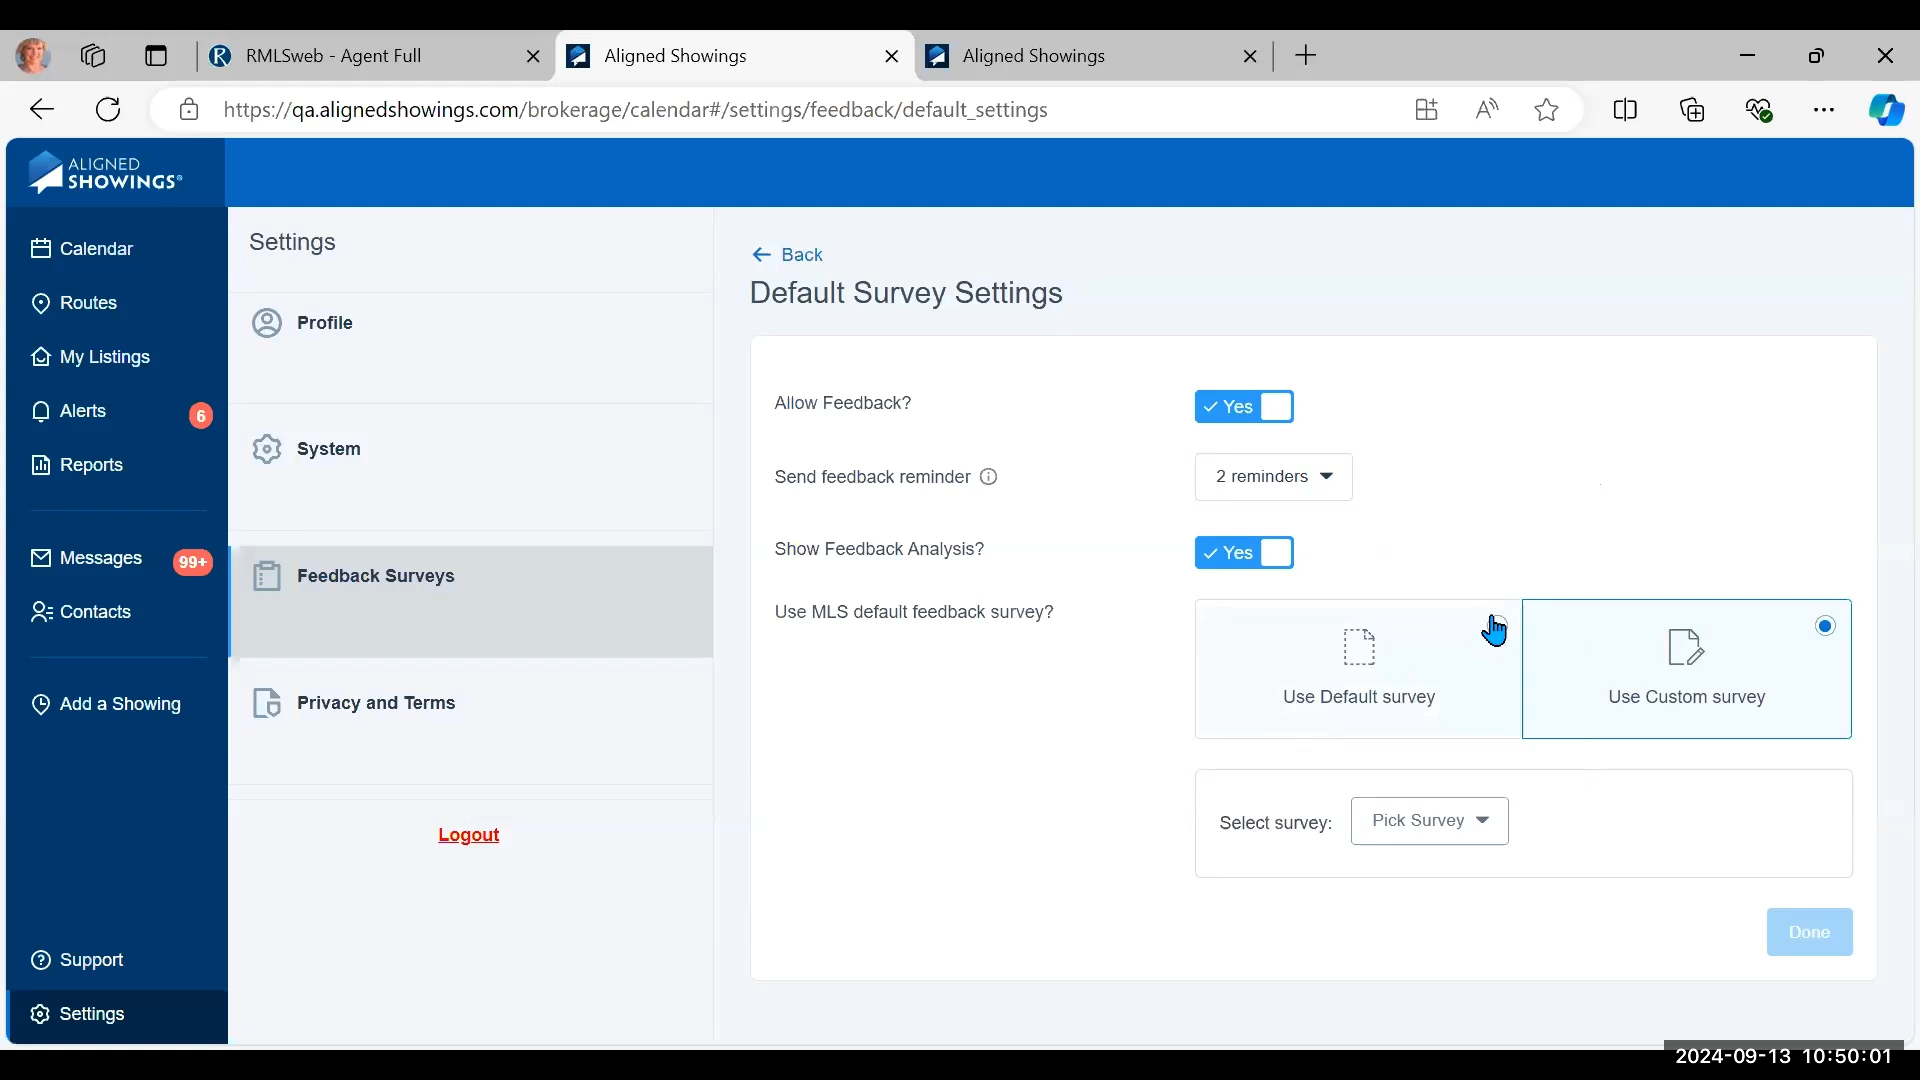 RMLSweb - Agent Full
Aligned Showings
Aligned Showings
https://qa.alignedshowings.com/brokerage/calendar#/settings/feedback/default_settings
ALIGNED
SHOWINGS®
Calendar
Routes
My Listings
Alerts
6
Reports
Messages
99+
Contacts
Add a Showing
Support
Settings
Settings
Profile
System
Feedback Surveys
Privacy and Terms
Logout
Back
Default Survey Settings
Allow Feedback?
Yes
Send feedback reminder
2 reminders
Show Feedback Analysis?
Yes
Use MLS default feedback survey?
Use Default survey
Use Custom survey
Select survey:
Pick Survey
Done
2024-09-13 10:50:01